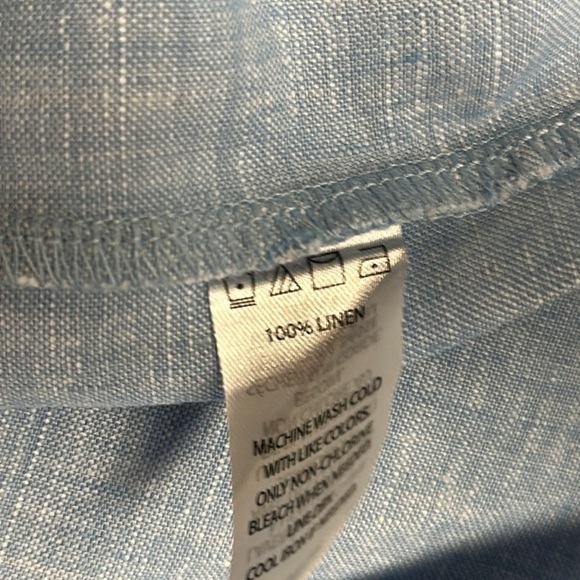 100% LINEN
MACHINE WASH COLD
WITH LIKE COLORS.
ONLY NON-CHLORINE
BLEACH WHEN NEEDED.
LINE DRY.
COOL IRON IF NEEDED